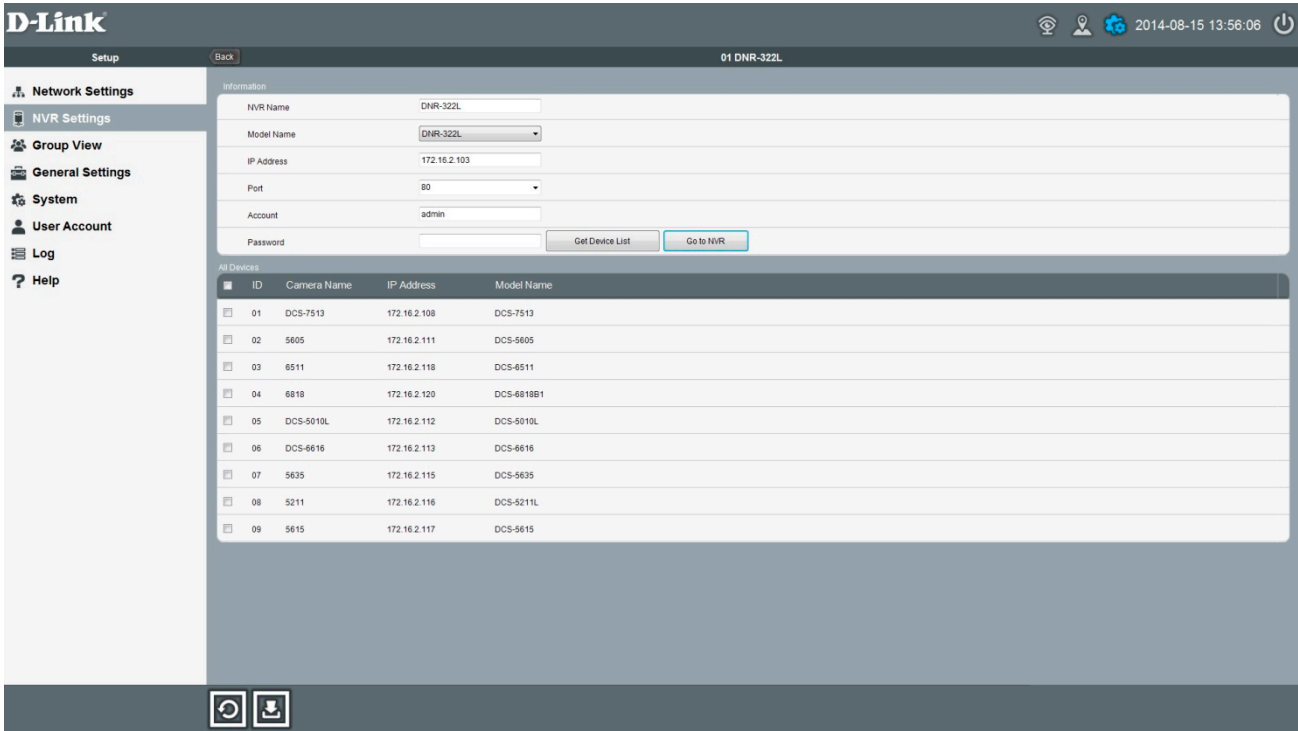 D-Link
2014-08-15 13:56:06
Setup
Back
01 DNR-322L
Network Settings
NVR Settings
Group View
General Settings
System
User Account
Log
Help
Information
NVR Name DNR-322L
Model Name DNR-322L
IP Address 172.16.2.103
Port 80
Account admin
Password Get Device List Go to NVR
All Devices
ID Camera Name IP Address Model Name
01 DCS-7513 172.16.2.108 DCS-7513
02 5605 172.16.2.111 DCS-5605
03 6511 172.16.2.118 DCS-6511
04 6818 172.16.2.120 DCS-6818B1
05 DCS-5010L 172.16.2.112 DCS-5010L
06 DCS-6616 172.16.2.113 DCS-6616
07 5635 172.16.2.115 DCS-5635
08 5211 172.16.2.116 DCS-5211L
09 5615 172.16.2.117 DCS-5615